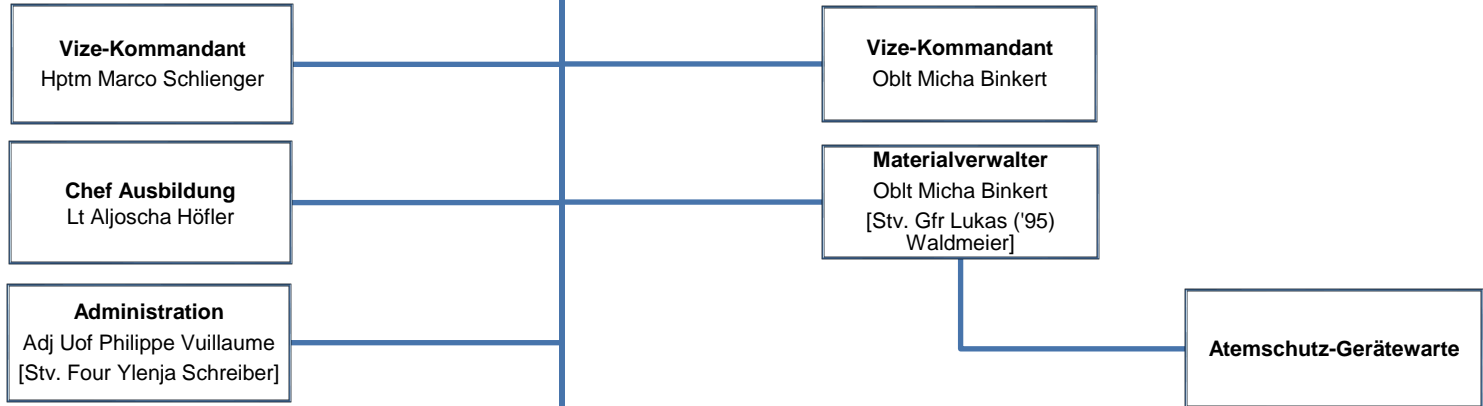 Vize-Kommandant
Hptm Marco Schlienger
Vize-Kommandant
Oblt Micha Binkert
Chef Ausbildung
Lt Aljoscha Höfler
Materialverwalter
Oblt Micha Binkert
[Stv. Gfr Lukas ('95)
Waldmeier]
Administration
Adj Uof Philippe Vuillaume
[Stv. Four Ylenja Schreiber]
Atemschutz-Gerätewarte